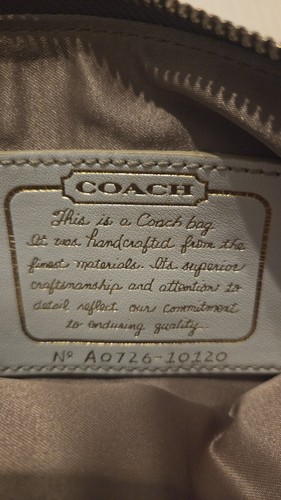 COACH
This is a Coach bag
It was handcrafted from the
finest materials. Its superior
craftsmanship and attention to
detail reflect our commitment
to enduring quality.
Nº A0726-10120